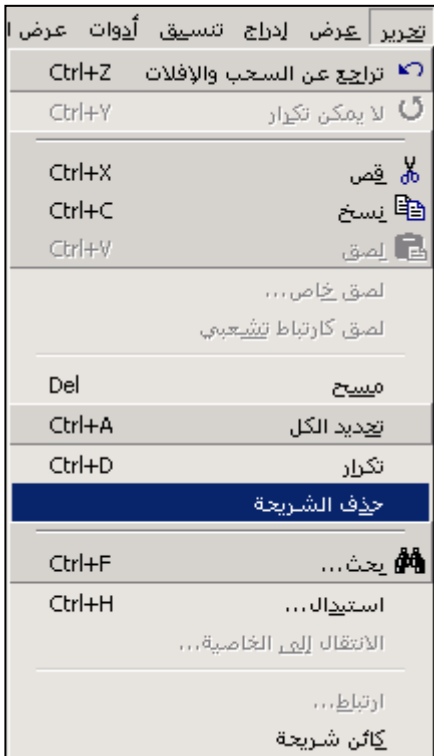 تحرير عرض إدراج تنسيق أدوات عرض ا
تراجع عن السحب والإفلات Ctrl+Z
لا يمكن تكرار Ctrl+Y
قص Ctrl+X
نسخ Ctrl+C
لصق Ctrl+V
لصق خاص...
لصق كارتباط تشعبي
مسح Del
تحديد الكل Ctrl+A
تكرار Ctrl+D
حذف الشريحة
بحث... Ctrl+F
استبدال... Ctrl+H
الانتقال إلى الخاصية...
ارتباط...
كائن شريحة